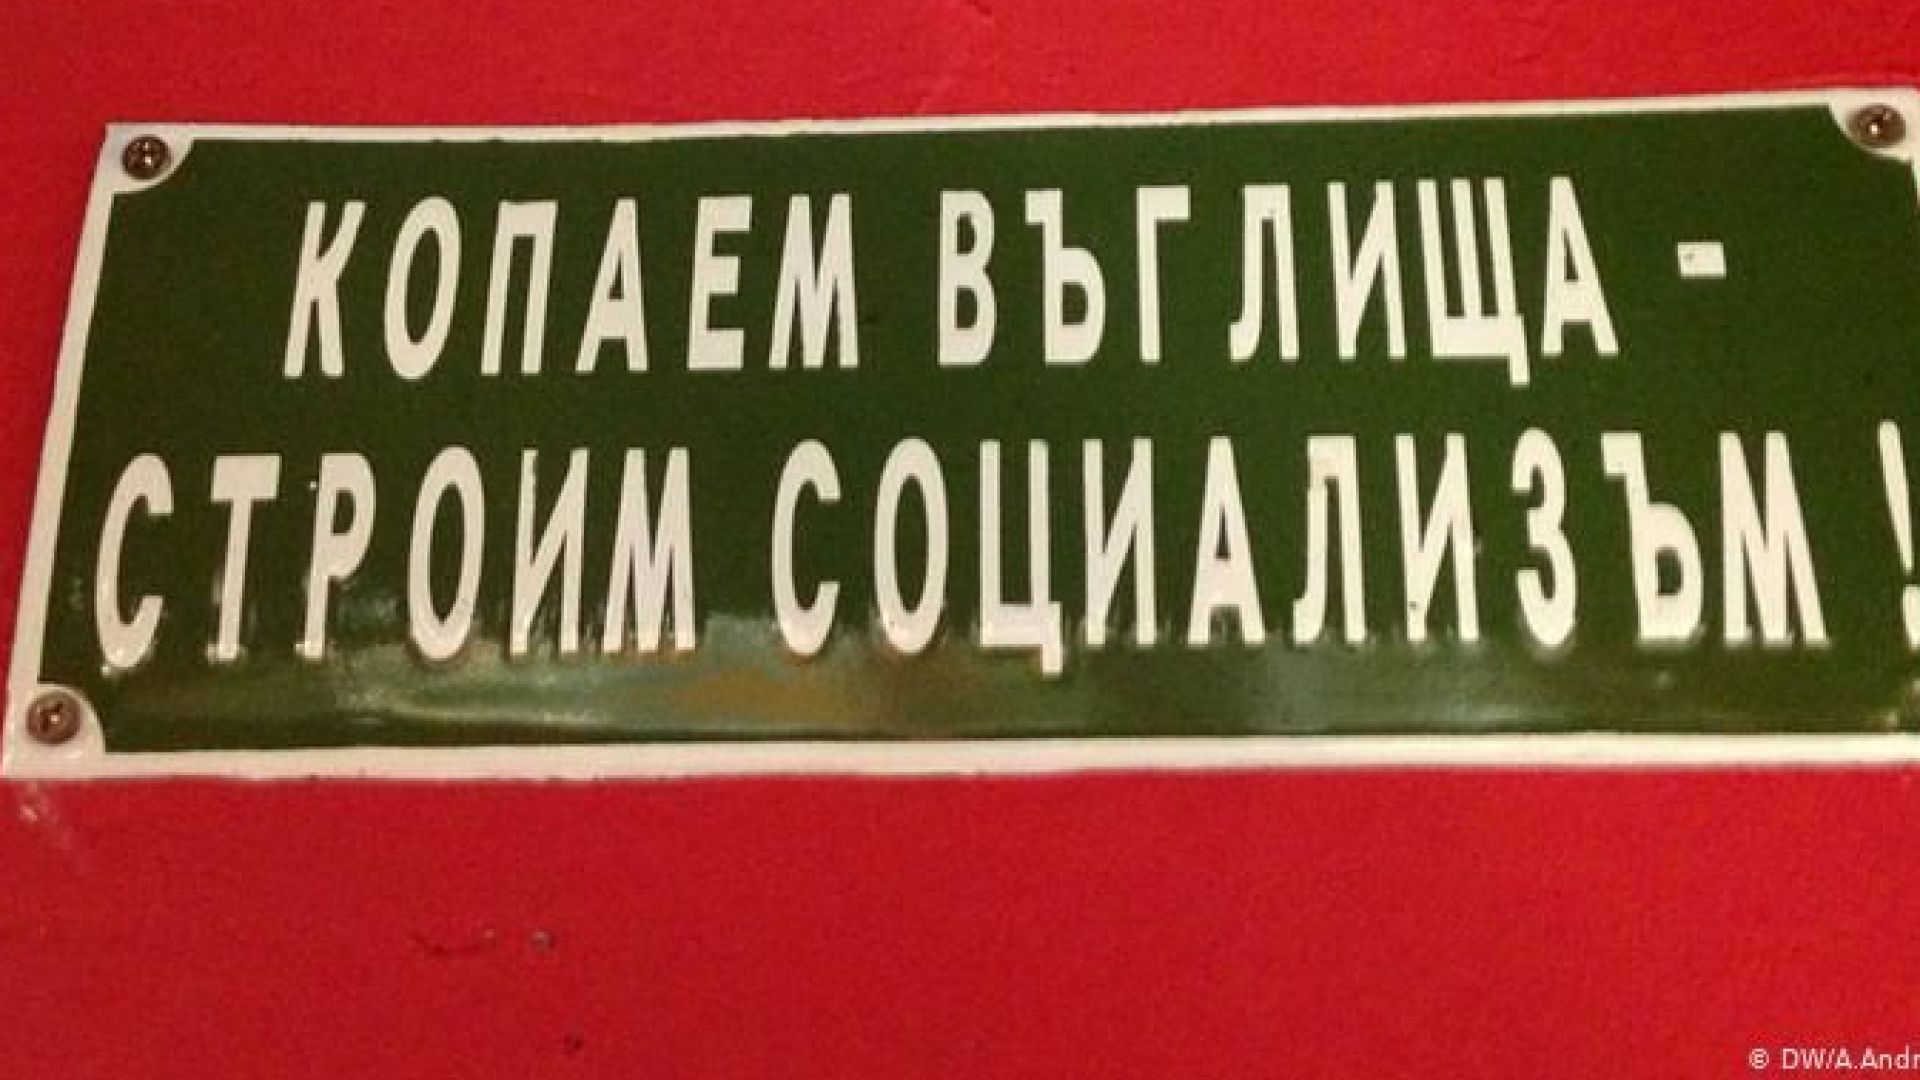 КОПАЕМ ВЪГЛИЩА -
СТРОИМ СОЦИАЛИЗЪМ !
© DW/A.Andr